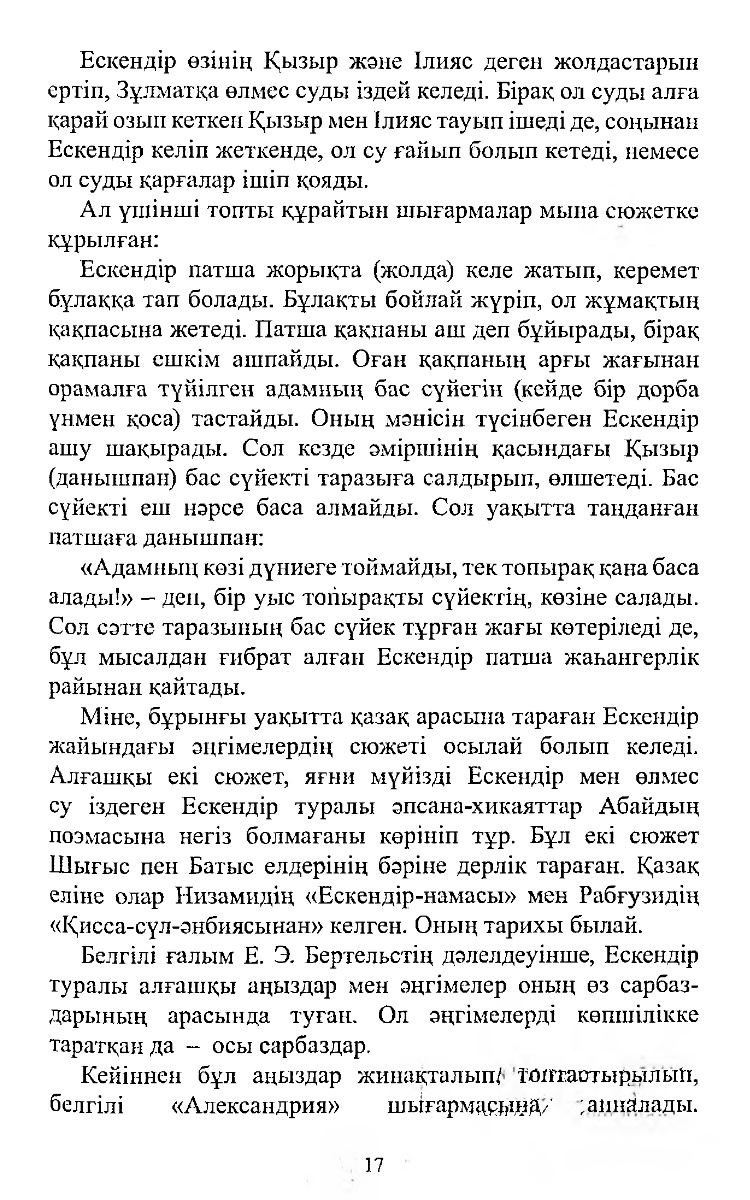 Ескендір өзінің Қызыр және Ілияс деген жолдастарын
ертіп, Зұлматқа өлмес суды іздей келеді. Бірақ ол суды алға
қарай озып кеткен Қызыр мен Ілияс тауып ішеді де, соңынан
Ескендір келіп жеткенде, ол су ғайып болып кетеді, немесе
ол суды қарғалар ішіп қояды.
Ал үшінші топты құрайтын шығармалар мына сюжетке
құрылған:
Ескендір патша жорықта (жолда) келе жатып, керемет
бұлаққа тап болады. Бұлақты бойлай жүріп, ол жұмақтың
қақпасына жетеді. Патша қақпаны аш деп бұйырады, бірақ
қақпаны ешкім ашпайды. Оған қақпаның арғы жағынан
орамалға түйілген адамның бас сүйегін (кейде бір дорба
үнмен қоса) тастайды. Оның мәнісін түсінбеген Ескендір
ашу шақырады. Сол кезде әміршінің қасындағы Қызыр
(данышпан) бас сүйекті таразыға салдырып, өлшетеді. Бас
сүйекті еш нәрсе баса алмайды. Сол уақытта таңданған
патшаға данышпан:
«Адамның көзі дүниеге тоймайды, тек топырақ қана баса
алады!» – деп, бір уыс топырақты сүйектің, көзіне салады.
Сол сәтте таразының бас сүйек тұрған жағы көтеріледі де,
бұл мысалдан ғибрат алған Ескендір патша жаһангерлік
райынан қайтады.
Міне, бұрынғы уақытта қазақ арасына тараған Ескендір
жайындағы әңгімелердің сюжеті осылай болып келеді.
Алғашқы екі сюжет, яғни мүйізді Ескендір мен өлмес
су іздеген Ескендір туралы әпсана-хикаяттар Абайдың
поэмасына негіз болмағаны көрініп тұр. Бұл екі сюжет
Шығыс пен Батыс елдерінің бәріне дерлік тараған. Қазақ
еліне олар Низамидің «Ескендір-намасы» мен Рабғузидің
«Қисса-сүл-әнбиясынан» келген. Оның тарихы былай.
Белгілі ғалым Е. Э. Бертельстің дәлелдеуінше, Ескендір
туралы алғашқы аңыздар мен әңгімелер оның өз сарбаз-
дарының арасында туған. Ол әңгімелерді көпшілікке
таратқан да – осы сарбаздар.
Кейіннен бұл аңыздар жинақталып, топтастырылып,
белгілі «Александрия» шығармасына айналады.
17